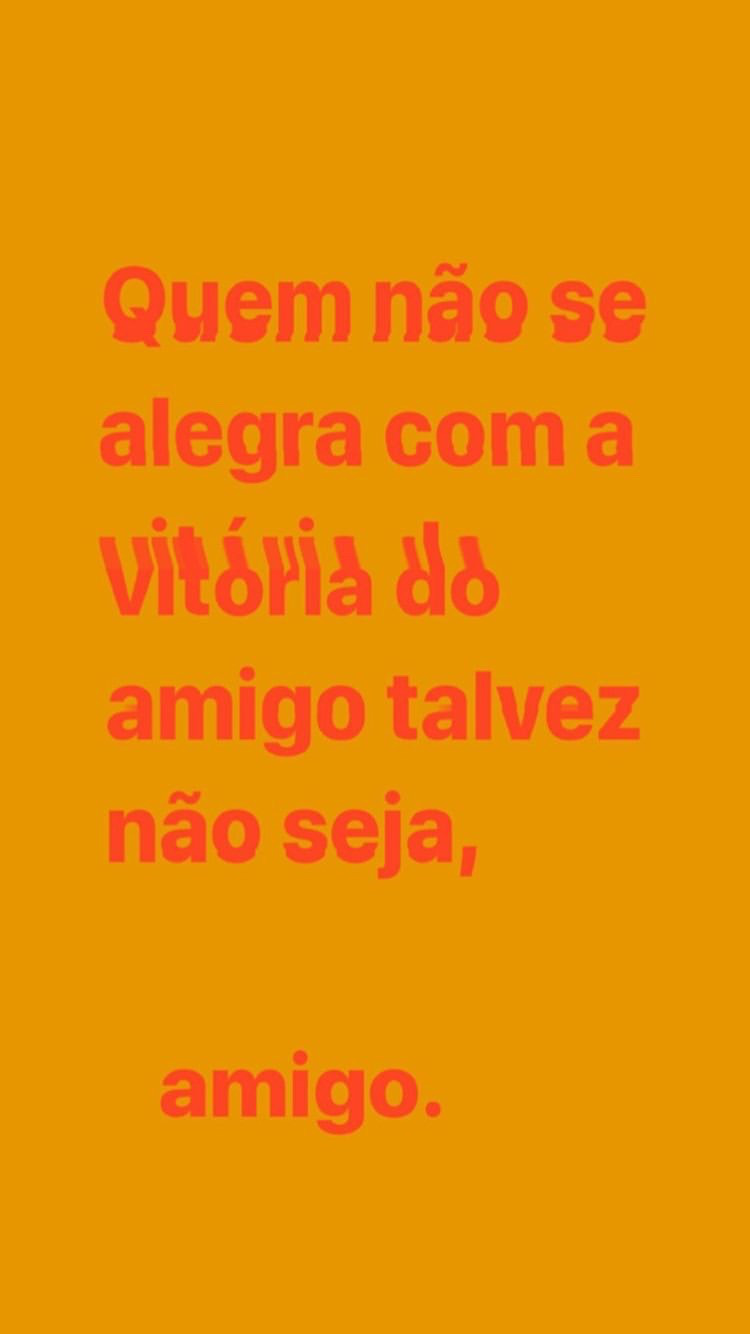 Quem não se
alegra com a
vitória do
amigo talvez
não seja,
amigo.